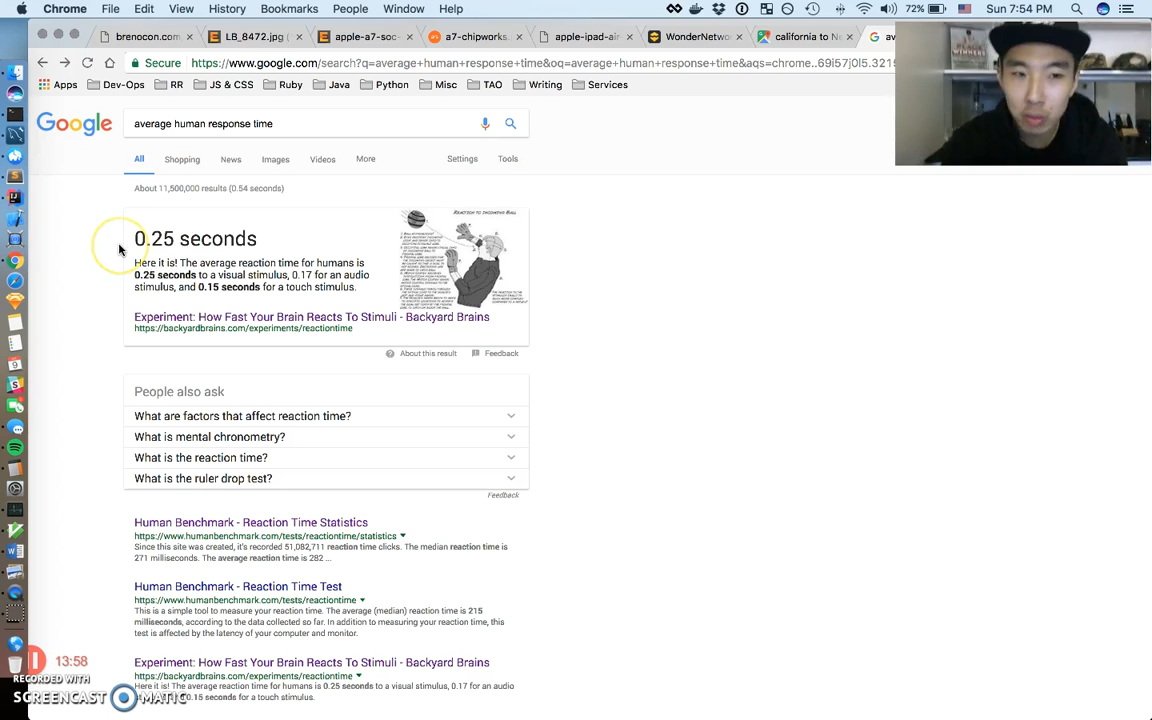 Chrome File Edit View History Bookmarks People Window Help 72% Sun 7:54 PM
brenocon.com × LB_8472.jpg × apple-a7-soc- × a7-chipworks. × apple-ipad-air- × WonderNetwor × california to Ne × av
Secure https://www.google.com/search?q=average+human+response+time&oq=average+human+response+time&aqs=chrome..69i57j0l5.3215
Apps Dev-Ops RR JS & CSS Ruby Java Python Misc TAO Writing Services
WINNERS
Google average human response time
All Shopping News Images Videos More Settings Tools
About 11,500,000 results (0.54 seconds)
REACTION TO INCOMING BALL
0.25 seconds
Here it is! The average reaction time for humans is
0.25 seconds to a visual stimulus, 0.17 for an audio
stimulus, and 0.15 seconds for a touch stimulus.
Experiment: How Fast Your Brain Reacts To Stimuli - Backyard Brains
https://backyardbrains.com/experiments/reactiontime
About this result Feedback
People also ask
What are factors that affect reaction time?
What is mental chronometry?
What is the reaction time?
What is the ruler drop test?
Feedback
Human Benchmark - Reaction Time Statistics
https://www.humanbenchmark.com/tests/reactiontime/statistics
Since this site was created, it's recorded 51,082,711 reaction time clicks. The median reaction time is
271 milliseconds. The average reaction time is 282 ...
Human Benchmark - Reaction Time Test
https://www.humanbenchmark.com/tests/reactiontime
This is a simple tool to measure your reaction time. The average (median) reaction time is 215
milliseconds, according to the data collected so far. In addition to measuring your reaction time, this
test is affected by the latency of your computer and monitor.
Experiment: How Fast Your Brain Reacts To Stimuli - Backyard Brains
https://backyardbrains.com/experiments/reactiontime
Here it is! The average reaction time for humans is 0.25 seconds to a visual stimulus, 0.17 for an audio
0.15 seconds for a touch stimulus.
13:58
RECORDED WITH
SCREENCAST MATIC